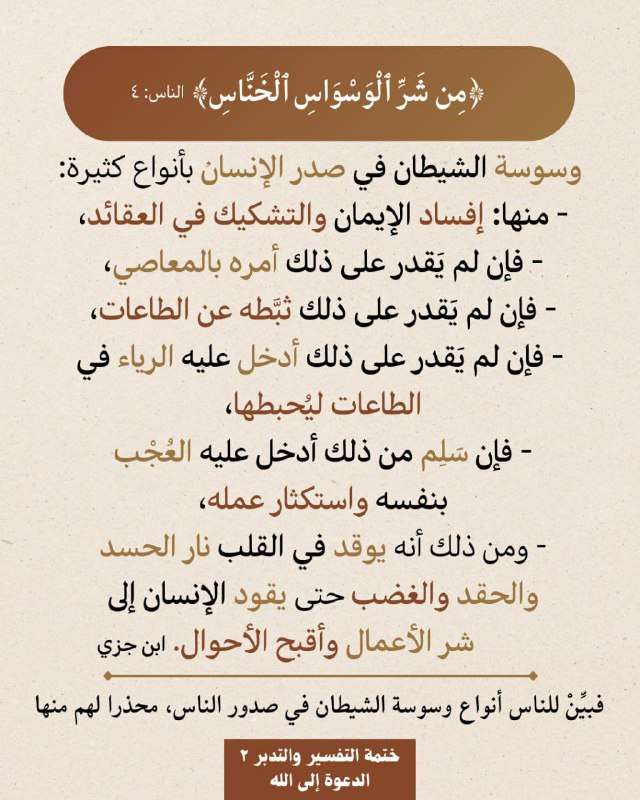 ﴿مِن شَرِّ ٱلْوَسْوَاسِ ٱلْخَنَّاسِ﴾ الناس: ٤
وسوسة الشيطان في صدر الإنسان بأنواع كثيرة:
- منها: إفساد الإيمان والتشكيك في العقائد،
- فإن لم يَقدر على ذلك أمره بالمعاصي،
- فإن لم يَقدر على ذلك ثبَّطه عن الطاعات،
- فإن لم يَقدر على ذلك أدخل عليه الرياء في
الطاعات ليُحبطها،
- فإن سَلِم من ذلك أدخل عليه العُجْب
بنفسه واستكثار عمله،
- ومن ذلك أنه يوقد في القلب نار الحسد
والحقد والغضب حتى يقود الإنسان إلى
شر الأعمال وأقبح الأحوال. ابن جزي
فبيِّنْ للناس أنواع وسوسة الشيطان في صدور الناس، محذرا لهم منها
ختمة التفسير والتدبر ٢
الدعوة إلى الله